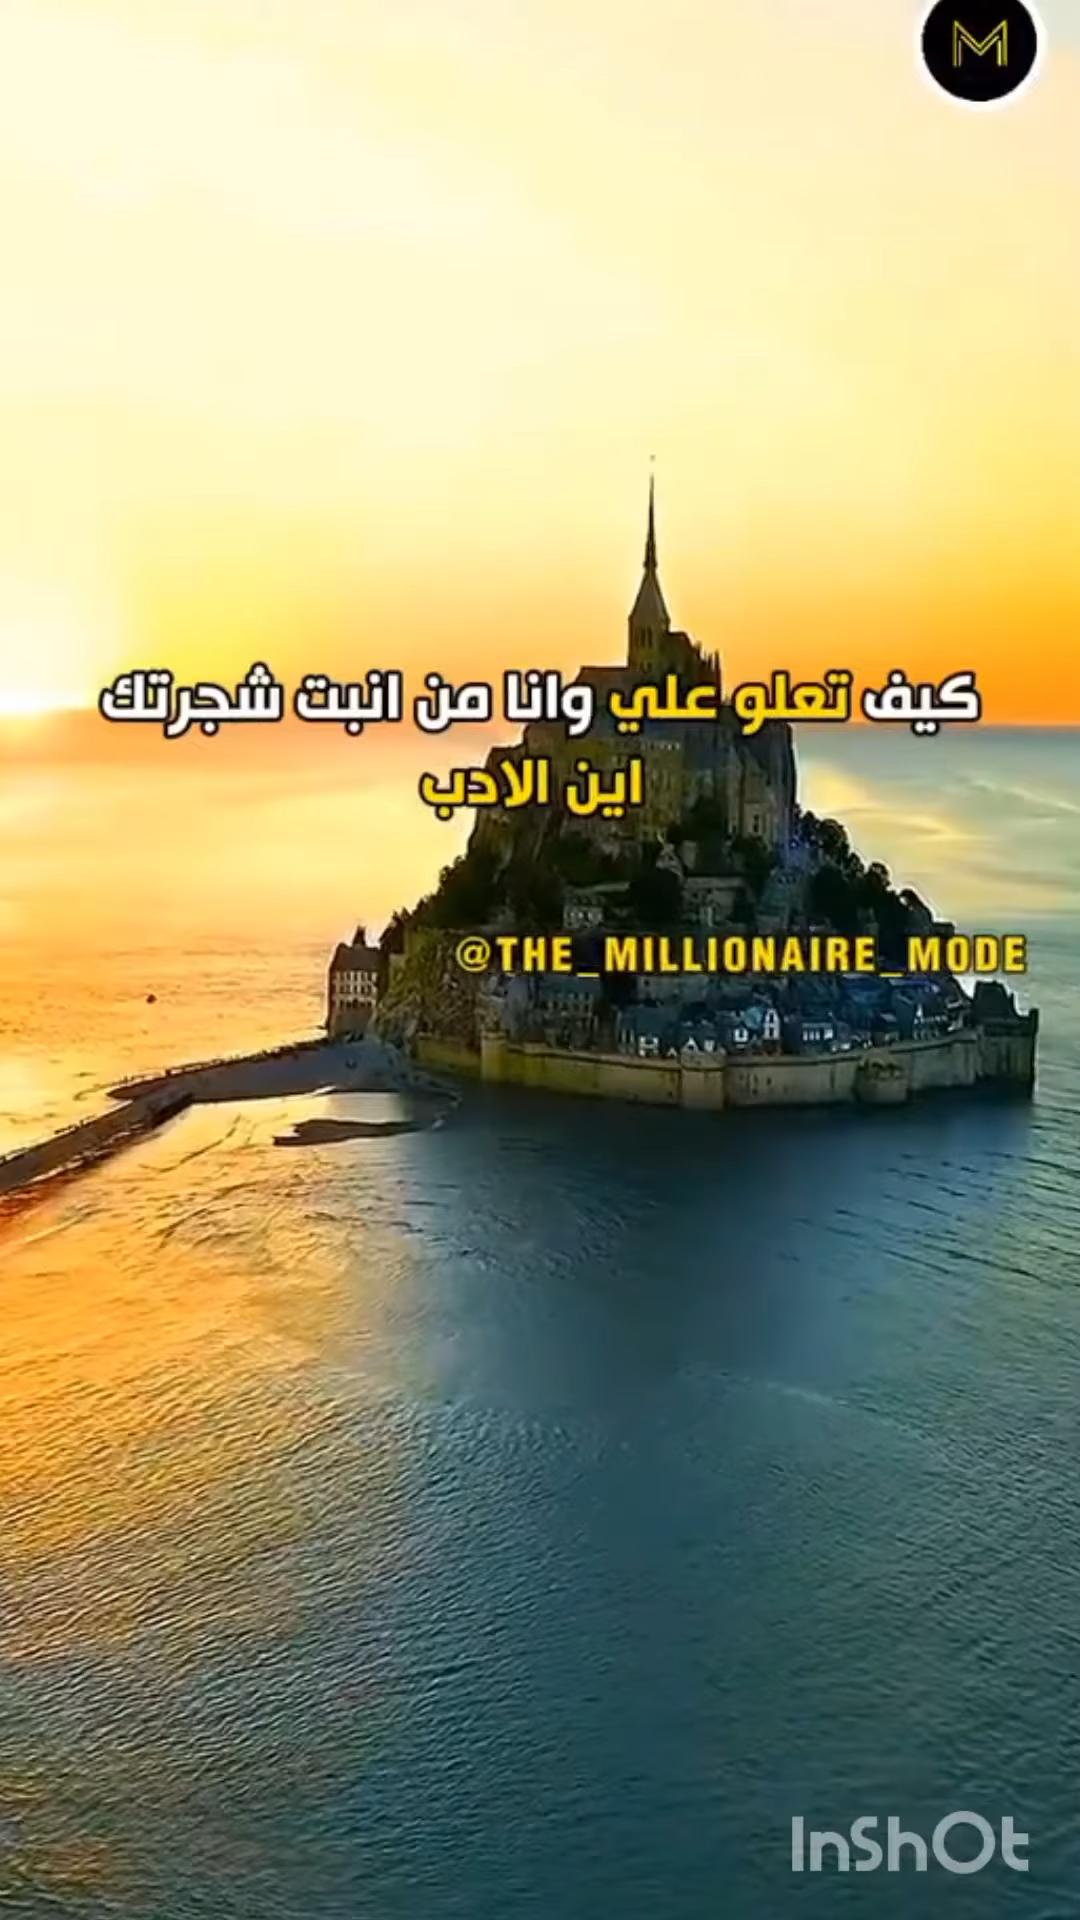 M
كيف تعلو علي وانا من انبت شجرتك
اين الادب
@THE_MILLIONAIRE_MODE
InShOt